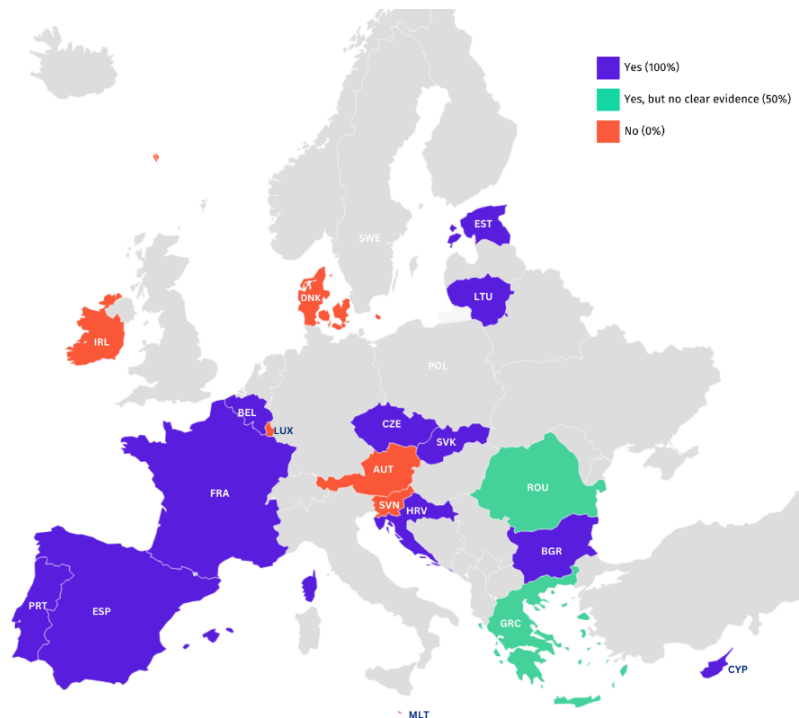 Yes (100%)
Yes, but no clear evidence (50%)
No (0%)
EST
SWE
LTU
DNK
IRL
POL
BEL
LUX
CZE
SVK
AUT
FRA
ROU
SVN
HRV
BGR
PRT
ESP
GRC
CYP
MLT